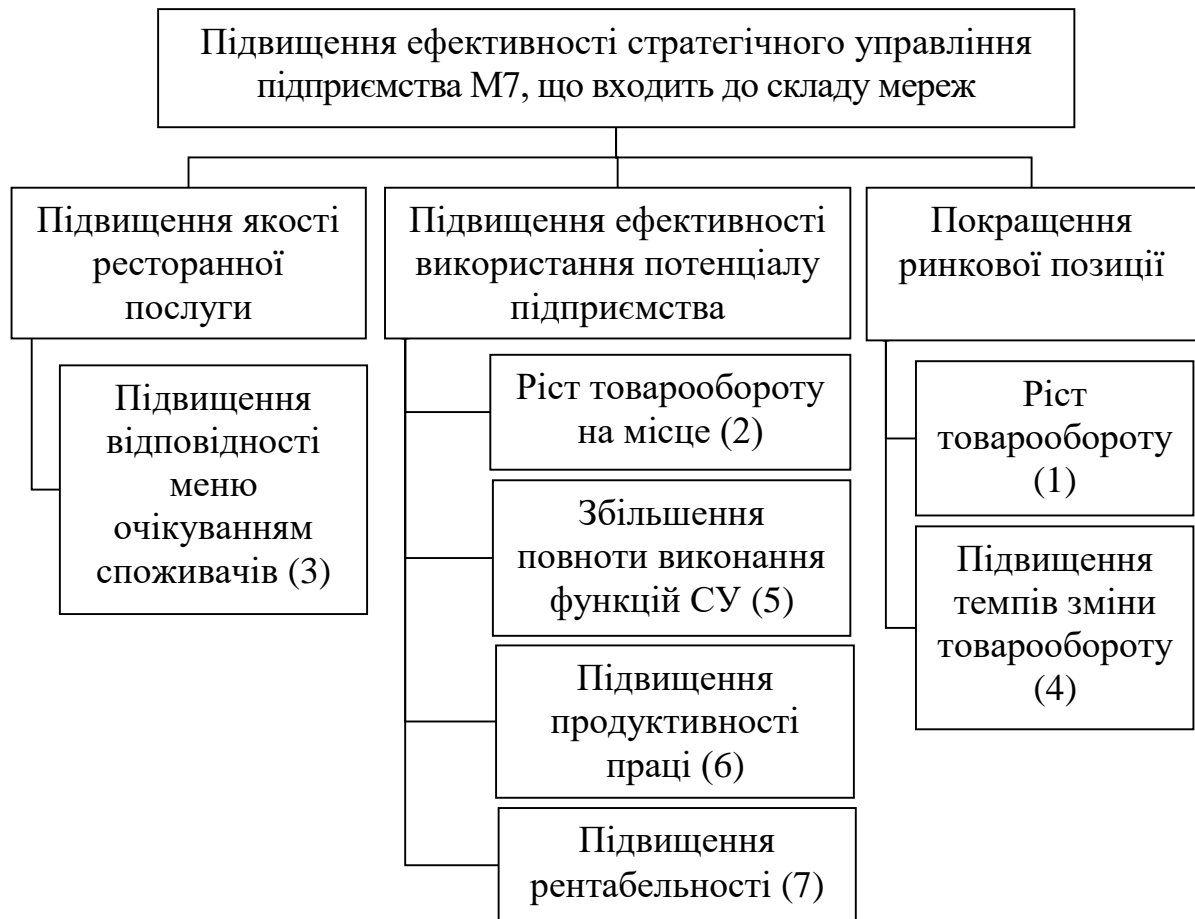 Підвищення ефективності стратегічного управління
підприємства М7, що входить до складу мереж
Підвищення якості
ресторанної
послуги
Підвищення
відповідності
меню
очікуванням
споживачів (3)
Підвищення ефективності
використання потенціалу
підприємства
Ріст товарообороту
на місце (2)
Збільшення
повноти виконання
функцій СУ (5)
Підвищення
продуктивності
праці (6)
Підвищення
рентабельності (7)
Покращення
ринкової позиції
Ріст
товарообороту
(1)
Підвищення
темпів зміни
товарообороту
(4)